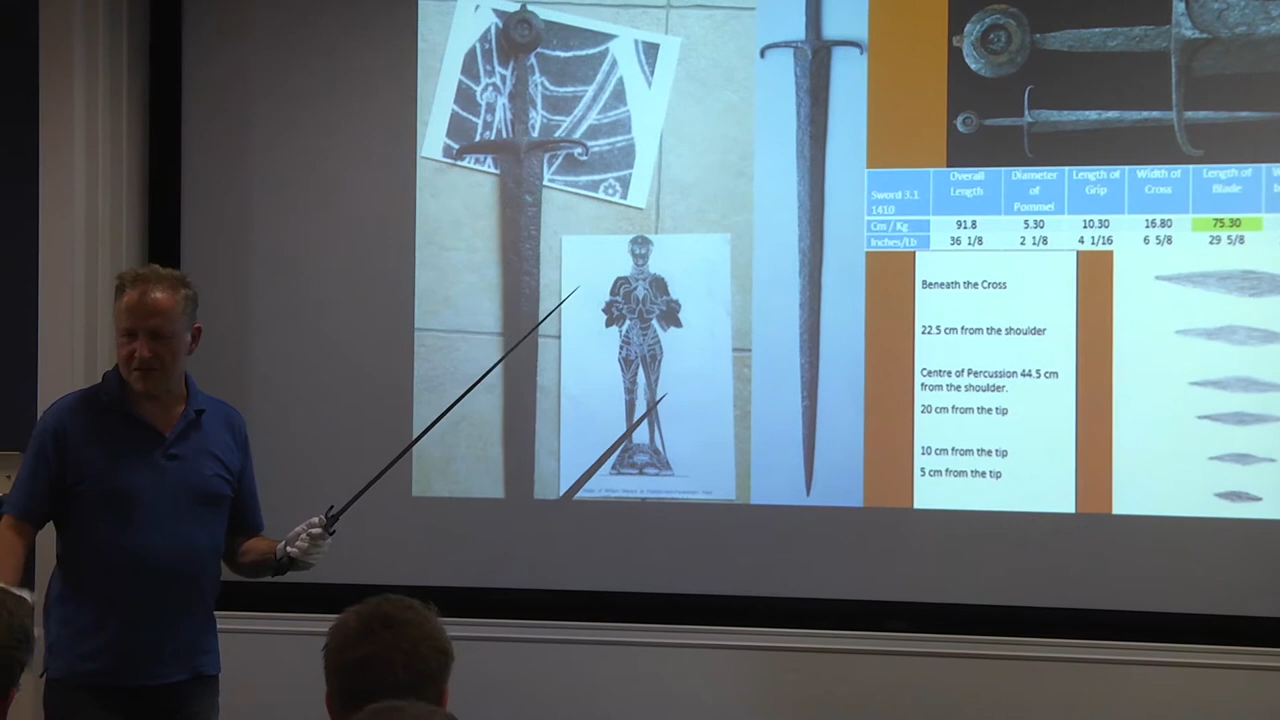 Overall Length
Diameter of Pommel
Length of Grip
Width of Cross
Length of Blade
Sword 3.1 1410
Cm / Kg 91.8 5.30 10.30 16.80 75.30
Inches/Lb 36 1/8 2 1/8 4 1/16 6 5/8 29 5/8
Beneath the Cross
22.5 cm from the shoulder
Centre of Percussion 44.5 cm
from the shoulder.
20 cm from the tip
10 cm from the tip
5 cm from the tip